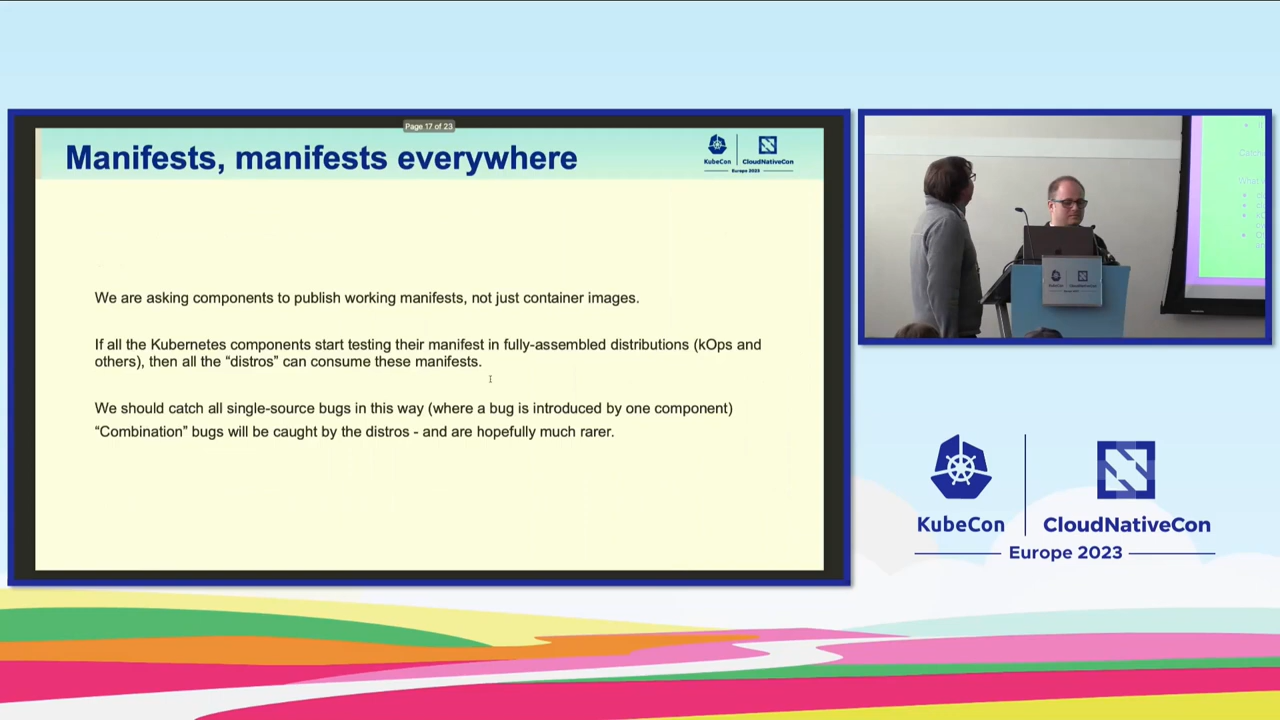 Page 17 of 23
Manifests, manifests everywhere
KubeCon
CloudNativeCon
Europe 2023
We are asking components to publish working manifests, not just container images.
If all the Kubernetes components start testing their manifest in fully-assembled distributions (kOps and
others), then all the “distros” can consume these manifests.
We should catch all single-source bugs in this way (where a bug is introduced by one component)
“Combination” bugs will be caught by the distros - and are hopefully much rarer.
KubeCon
CloudNativeCon
Europe 2023